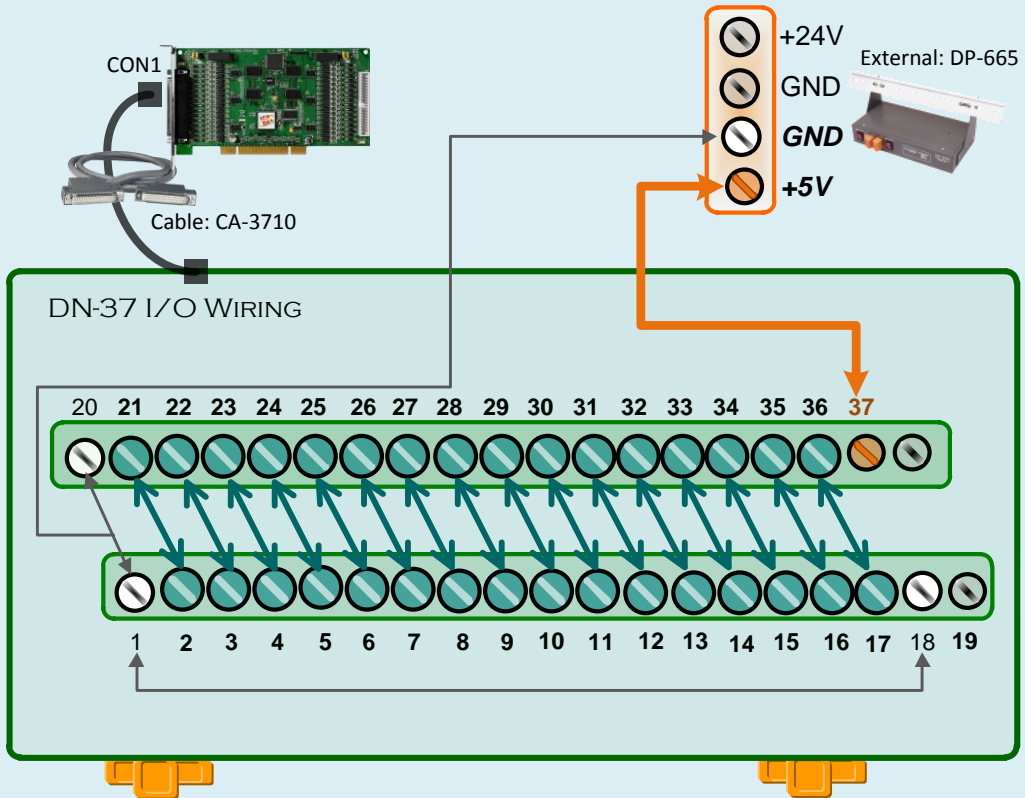 CON1
Cable: CA-3710
+24V
GND
GND
+5V
External: DP-665
DN-37 I/O WIRING
20 21 22 23 24 25 26 27 28 29 30 31 32 33 34 35 36 37
1 2 3 4 5 6 7 8 9 10 11 12 13 14 15 16 17 18 19